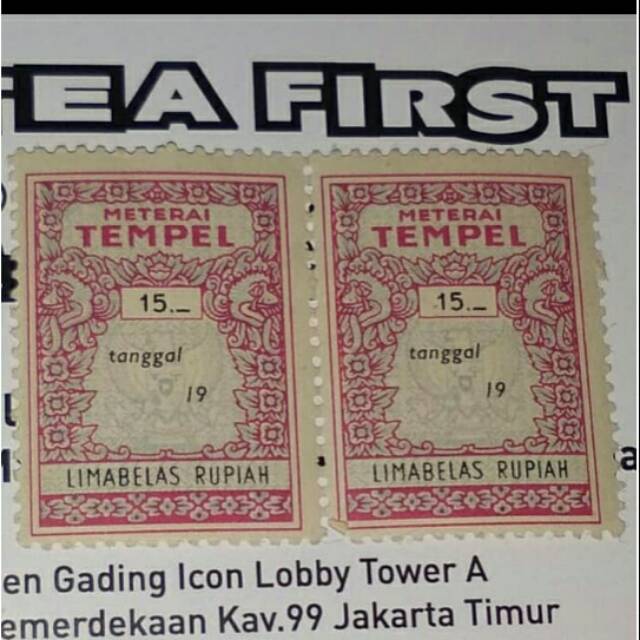 TEA FIRST
METERAI
TEMPEL
15._
tanggal
19
LIMABELAS RUPIAH
METERAI
TEMPEL
15._
tanggal
19
LIMABELAS RUPIAH
en Gading Icon Lobby Tower A
emerdekaan Kav.99 Jakarta Timur